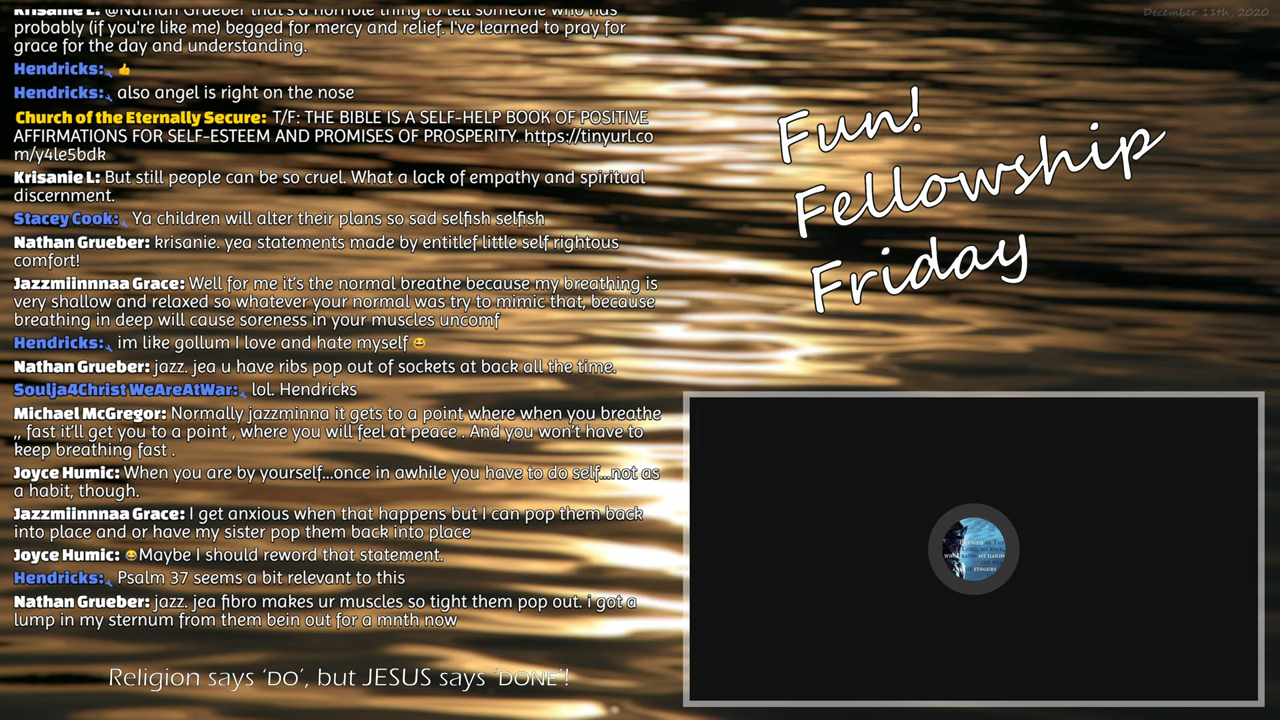 Krisanie L: @Nathan Grueber that's a horrible thing to tell someone who has
probably (if you're like me) begged for mercy and relief. I've learned to pray for
grace for the day and understanding.
Hendricks: 👍
Hendricks: also angel is right on the nose
Church of the Eternally Secure: T/F: THE BIBLE IS A SELF-HELP BOOK OF POSITIVE
AFFIRMATIONS FOR SELF-ESTEEM AND PROMISES OF PROSPERITY. https://tinyurl.co
m/y4le5bdk
Krisanie L: But still people can be so cruel. What a lack of empathy and spiritual
discernment.
Stacey Cook: Ya children will alter their plans so sad selfish selfish
Nathan Grueber: krisanie. yea statements made by entitlef little self rightous
comfort!
Jazzmiinnnaa Grace: Well for me it's the normal breathe because my breathing is
very shallow and relaxed so whatever your normal was try to mimic that, because
breathing in deep will cause soreness in your muscles uncomf
Hendricks: im like gollum I love and hate myself 😂
Nathan Grueber: jazz. jea u have ribs pop out of sockets at back all the time.
Soulja4Christ WeAreAtWar: lol. Hendricks
Michael McGregor: Normally jazzminna it gets to a point where when you breathe
,, fast it'll get you to a point , where you will feel at peace . And you won't have to
keep breathing fast .
Joyce Humic: When you are by yourself...once in awhile you have to do self...not as
a habit, though.
Jazzmiinnnaa Grace: I get anxious when that happens but I can pop them back
into place and or have my sister pop them back into place
Joyce Humic: 😂Maybe I should reword that statement.
Hendricks: Psalm 37 seems a bit relevant to this
Nathan Grueber: jazz. jea fibro makes ur muscles so tight them pop out. i got a
lump in my sternum from them bein out for a mnth now
Religion says 'DO', but JESUS says 'DONE'!
December 11th, 2020
Fun!
Fellowship
Friday